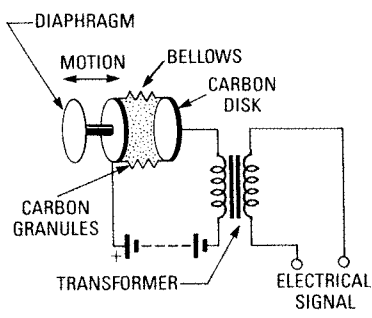 DIAPHRAGM
MOTION
BELLOWS
CARBON
DISK
CARBON
GRANULES
+
TRANSFORMER
ELECTRICAL
SIGNAL